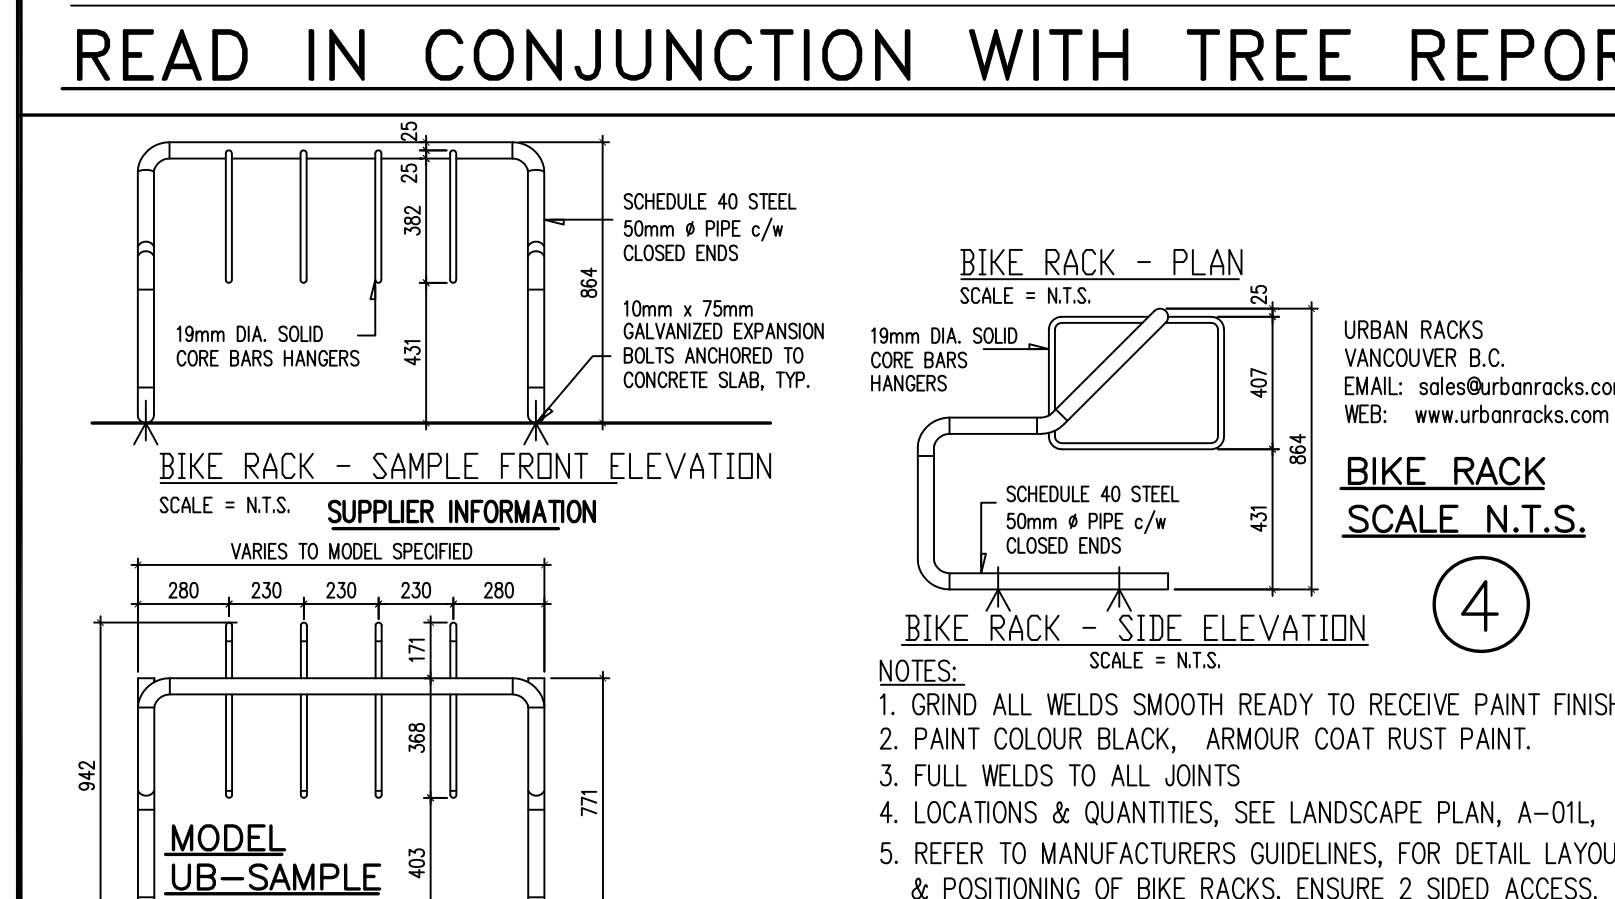 READ IN CONJUNCTION WITH TREE
25
25
382
431
864
SCHEDULE 40 STEEL
50mm ø PIPE c/w
CLOSED ENDS
10mm x 75mm
GALVANIZED EXPANSION
BOLTS ANCHORED TO
CONCRETE SLAB, TYP.
19mm DIA. SOLID
CORE BARS HANGERS
BIKE RACK - SAMPLE FRONT ELEVATION
SCALE = N.T.S.
SUPPLIER INFORMATION
VARIES TO MODEL SPECIFIED
280 230 230 230 280
171
368
403
942
771
MODEL
UB-SAMPLE
BIKE RACK - PLAN
SCALE = N.T.S.
19mm DIA. SOLID
CORE BARS
HANGERS
25
407
431
864
SCHEDULE 40 STEEL
50mm ø PIPE c/w
CLOSED ENDS
BIKE RACK - SIDE ELEVATION
SCALE = N.T.S.
URBAN RACKS
VANCOUVER B.C.
EMAIL: sales@urbanracks.com
WEB: www.urbanracks.com
BIKE RACK
SCALE N.T.S.
4
NOTES:
1. GRIND ALL WELDS SMOOTH READY TO RECEIVE PAINT FINISH
2. PAINT COLOUR BLACK, ARMOUR COAT RUST PAINT.
3. FULL WELDS TO ALL JOINTS
4. LOCATIONS & QUANTITIES, SEE LANDSCAPE PLAN, A-01L,
5. REFER TO MANUFACTURERS GUIDELINES, FOR DETAIL
& POSITIONING OF BIKE RACKS. ENSURE 2 SIDED ACCESS.